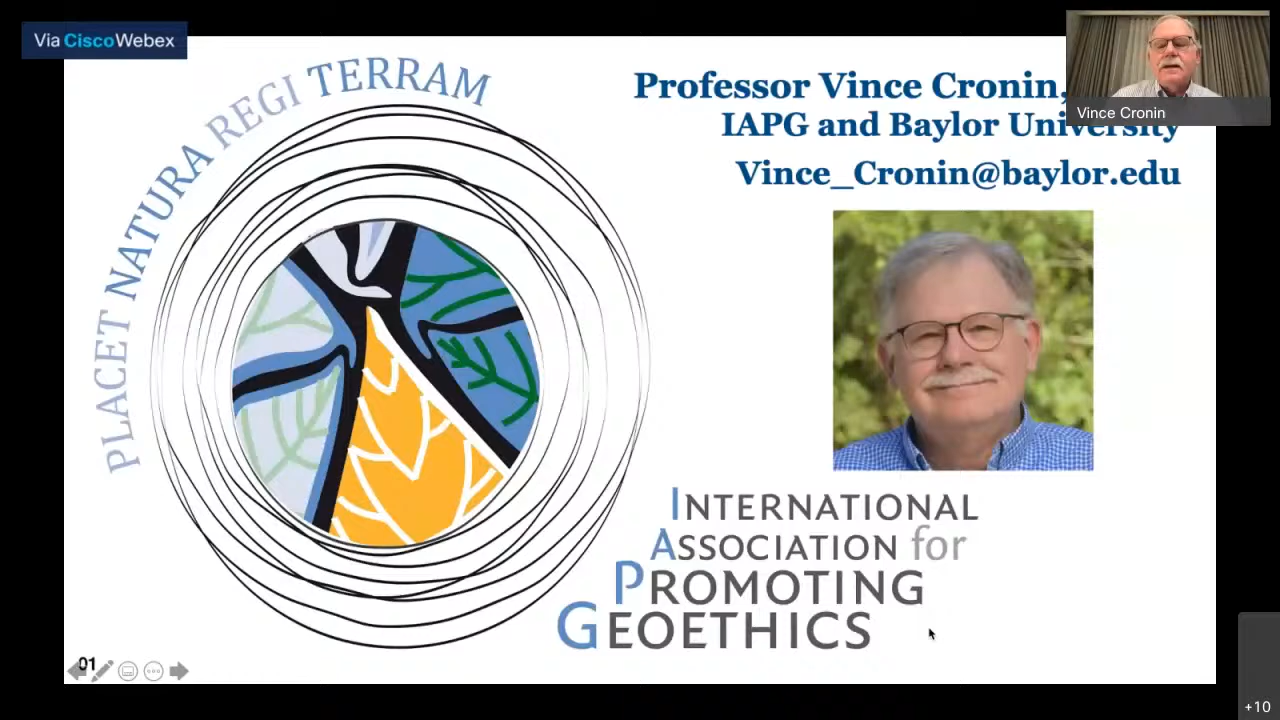 Via CiscoWebex
PLACET NATURA REGI TERRAM
Professor Vince Cronin,
IAPG and Baylor University
Vince_Cronin@baylor.edu
Vince Cronin
INTERNATIONAL
ASSOCIATION for
PROMOTING
GEOETHICS
01
+10